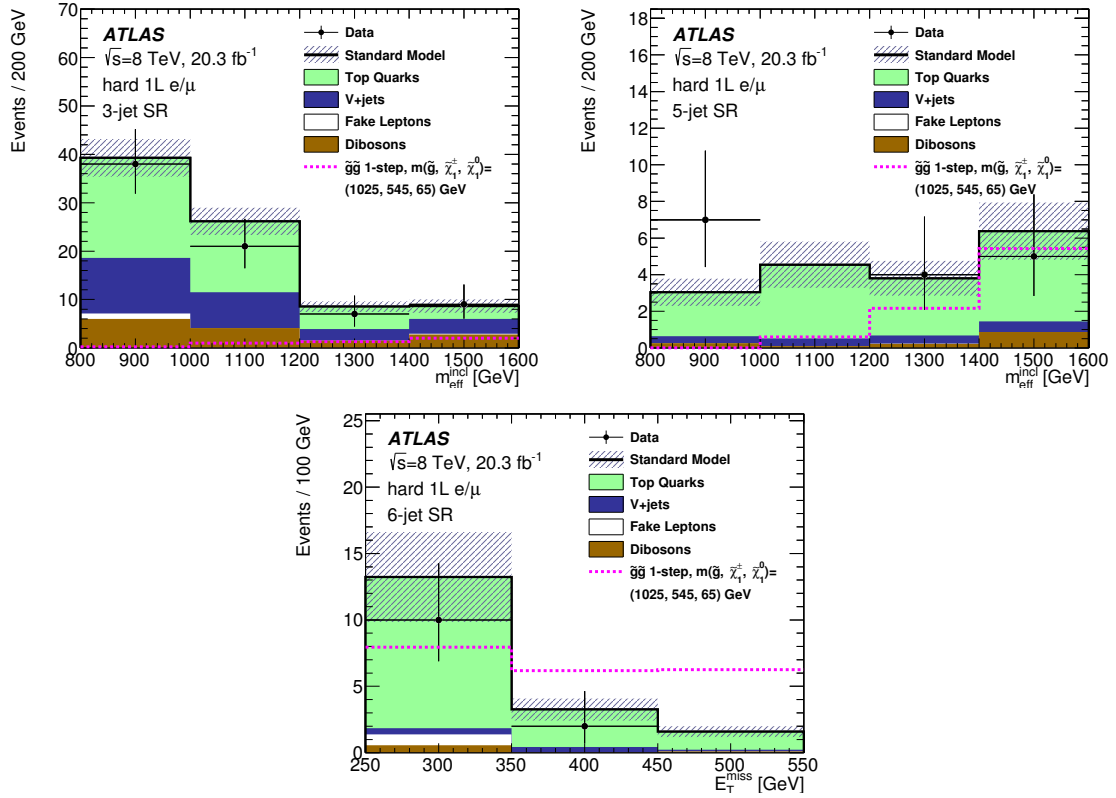 Events / 200 GeV
70
60
50
40
30
20
10
0
ATLAS
√s=8 TeV, 20.3 fb⁻¹
hard 1L e/μ
3-jet SR
Data
Standard Model
Top Quarks
V+jets
Fake Leptons
Dibosons
g̃g̃ 1-step, m(g̃, χ̃₁^±, χ̃₁^0)=
(1025, 545, 65) GeV
800 900 1000 1100 1200 1300 1400 1500 1600
m_eff^incl [GeV]
Events / 200 GeV
18
16
14
12
10
8
6
4
2
0
ATLAS
√s=8 TeV, 20.3 fb⁻¹
hard 1L e/μ
5-jet SR
Data
Standard Model
Top Quarks
V+jets
Fake Leptons
Dibosons
g̃g̃ 1-step, m(g̃, χ̃₁^±, χ̃₁^0)=
(1025, 545, 65) GeV
800 900 1000 1100 1200 1300 1400 1500 1600
m_eff^incl [GeV]
Events / 100 GeV
25
20
15
10
5
0
ATLAS
√s=8 TeV, 20.3 fb⁻¹
hard 1L e/μ
6-jet SR
Data
Standard Model
Top Quarks
V+jets
Fake Leptons
Dibosons
g̃g̃ 1-step, m(g̃, χ̃₁^±, χ̃₁^0)=
(1025, 545, 65) GeV
250 300 350 400 450 500 550
E_T^miss [GeV]